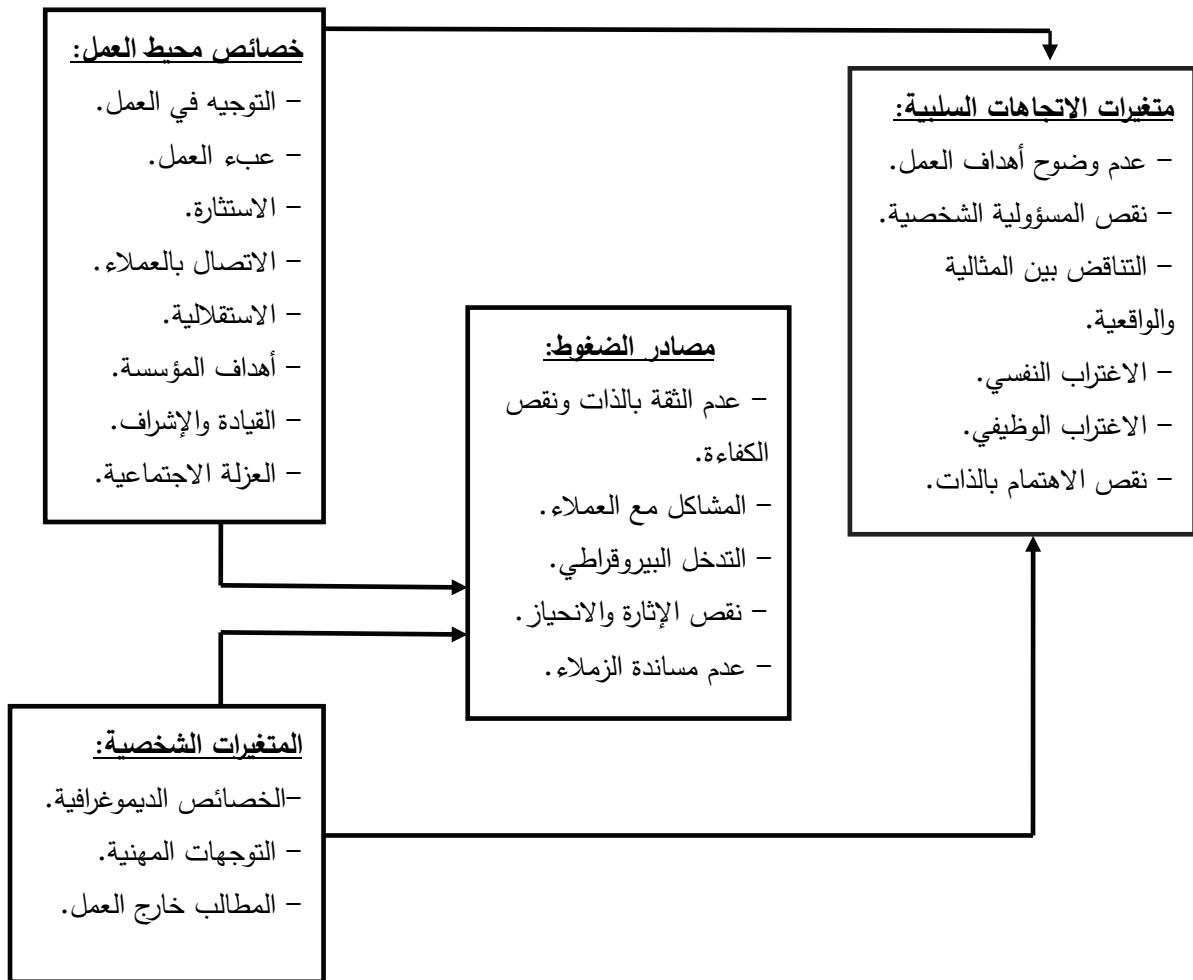 خصائص محيط العمل:
- التوجيه في العمل.
- عبء العمل.
- الاستثارة.
- الاتصال بالعملاء.
- الاستقلالية.
- أهداف المؤسسة.
- القيادة والإشراف.
- العزلة الاجتماعية.
متغيرات الاتجاهات السلبية:
- عدم وضوح أهداف العمل.
- نقص المسؤولية الشخصية.
- التناقض بين المثالية
والواقعية.
- الاغتراب النفسي.
- الاغتراب الوظيفي.
- نقص الاهتمام بالذات.
مصادر الضغوط:
- عدم الثقة بالذات ونقص
الكفاءة.
- المشاكل مع العملاء.
- التدخل البيروقراطي.
- نقص الإثارة والانحياز.
- عدم مساندة الزملاء.
المتغيرات الشخصية:
-الخصائص الديموغرافية.
- التوجهات المهنية.
- المطالب خارج العمل.